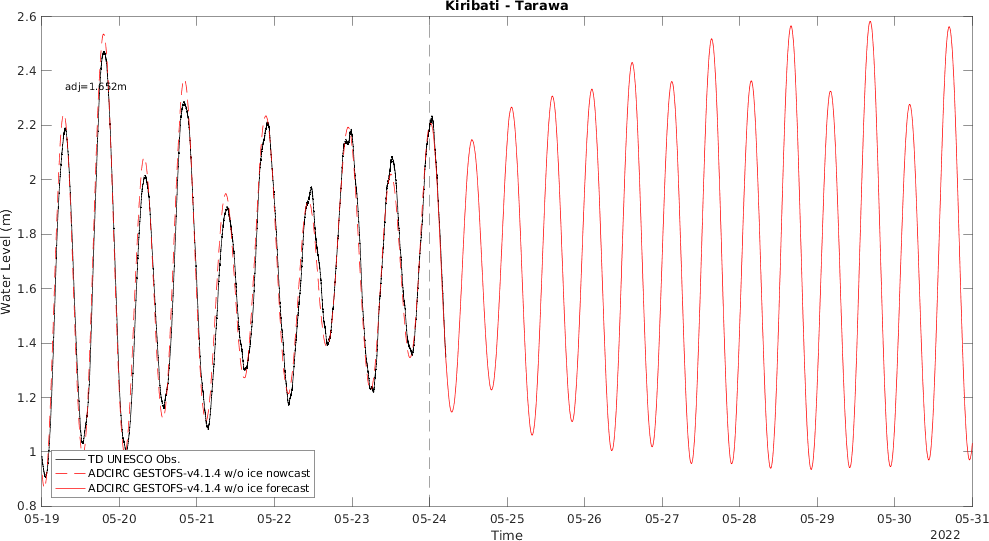 Kiribati - Tarawa
2.6
2.4
2.2
2
1.8
1.6
1.4
1.2
1
0.8
Water Level (m)
adj=1.652m
TD UNESCO Obs.
ADCIRC GESTOFS-v4.1.4 w/o ice nowcast
ADCIRC GESTOFS-v4.1.4 w/o ice forecast
05-19 05-20 05-21 05-22 05-23 05-24 05-25 05-26 05-27 05-28 05-29 05-30 05-31
Time
2022